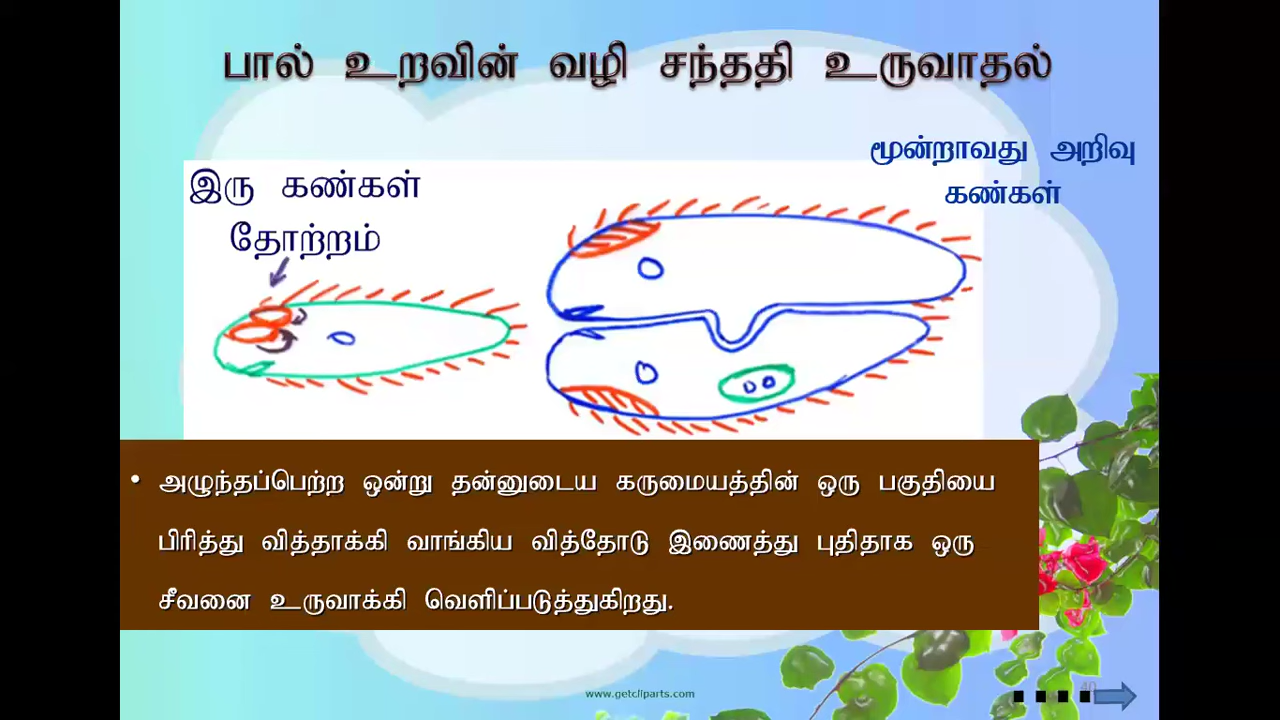 பால் உறவின் வழி சந்ததி உருவாதல்
மூன்றாவது அறிவு
கண்கள்
இரு கண்கள்
தோற்றம்
• அழுந்தப்பெற்ற ஒன்று தன்னுடைய கருமையத்தின் ஒரு பகுதியை
பிரித்து வித்தாக்கி வாங்கிய வித்தோடு இணைத்து புதிதாக ஒரு
சீவனை உருவாக்கி வெளிப்படுத்துகிறது.
www.getcliparts.com
40